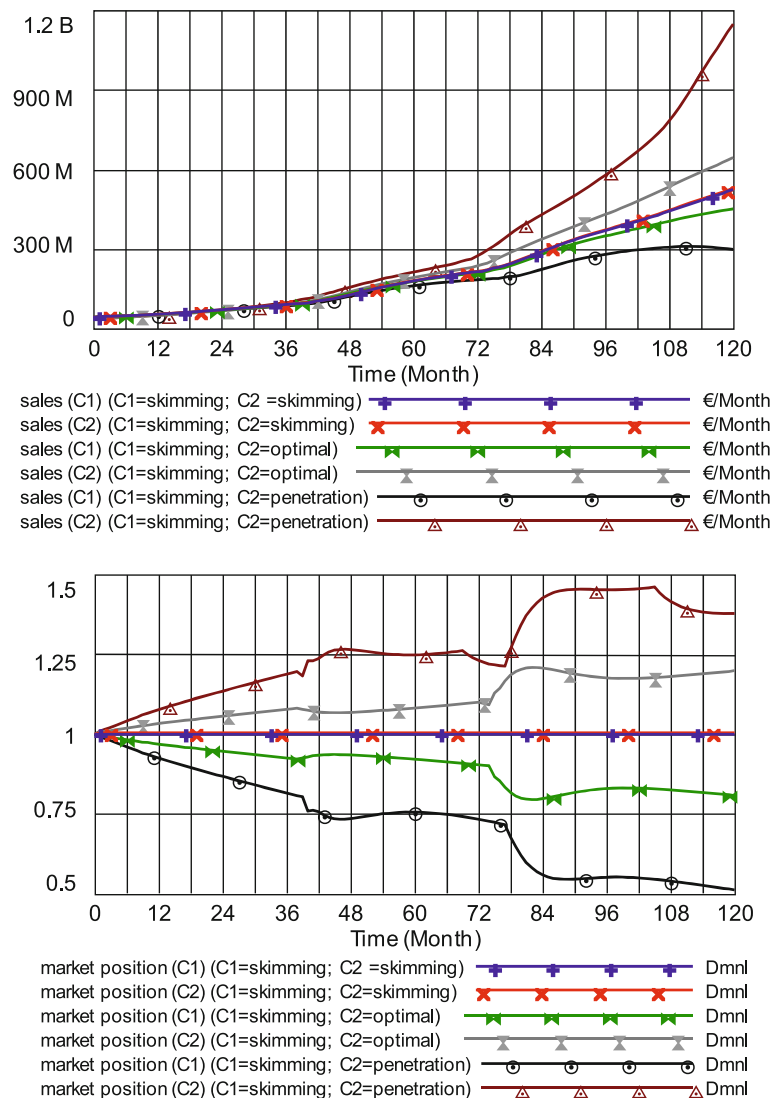 1.2 B
900 M
600 M
300 M
0
0 12 24 36 48 60 72 84 96 108 120
Time (Month)
sales (C1) (C1=skimming; C2 =skimming) €/Month
sales (C2) (C1=skimming; C2=skimming) €/Month
sales (C1) (C1=skimming; C2=optimal) €/Month
sales (C2) (C1=skimming; C2=optimal) €/Month
sales (C1) (C1=skimming; C2=penetration) €/Month
sales (C2) (C1=skimming; C2=penetration) €/Month
1.5
1.25
1
0.75
0.5
0 12 24 36 48 60 72 84 96 108 120
Time (Month)
market position (C1) (C1=skimming; C2 =skimming) Dmnl
market position (C2) (C1=skimming; C2=skimming) Dmnl
market position (C1) (C1=skimming; C2=optimal) Dmnl
market position (C2) (C1=skimming; C2=optimal) Dmnl
market position (C1) (C1=skimming; C2=penetration) Dmnl
market position (C2) (C1=skimming; C2=penetration) Dmnl